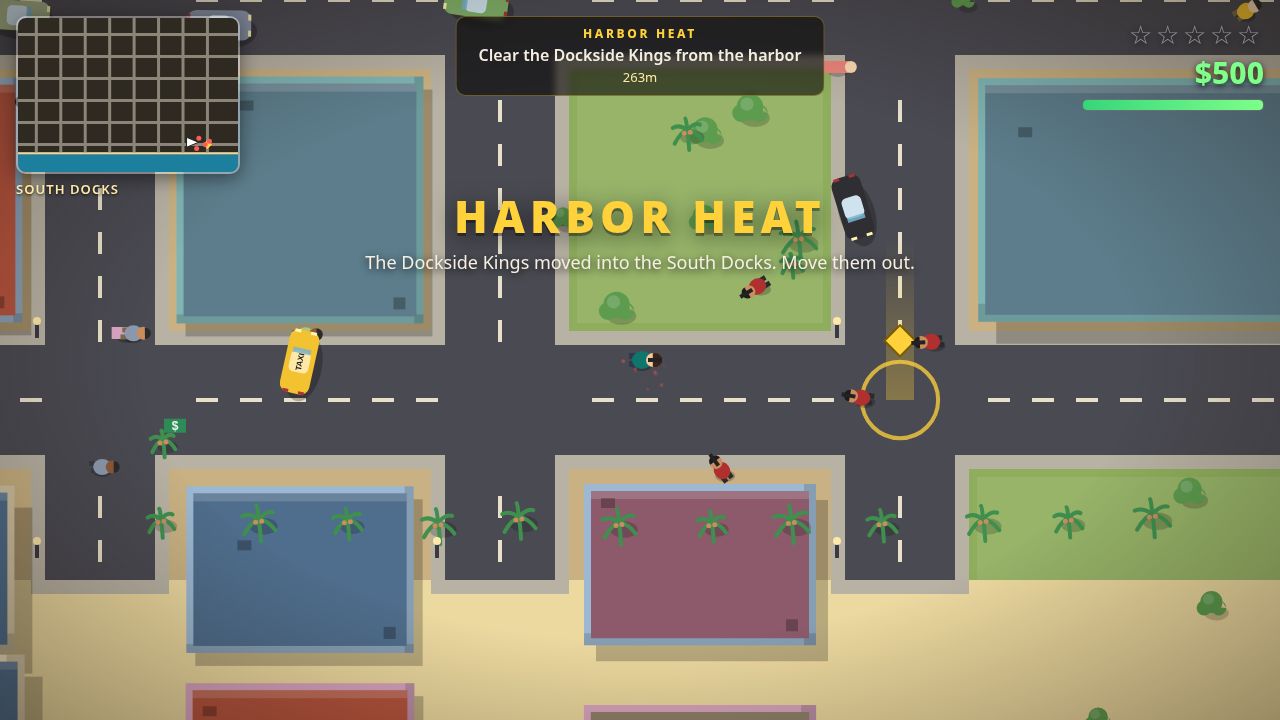 HARBOR HEAT
Clear the Dockside Kings from the harbor
263m
$500
SOUTH DOCKS
HARBOR HEAT
The Dockside Kings moved into the South Docks. Move them out.
TAXI
$